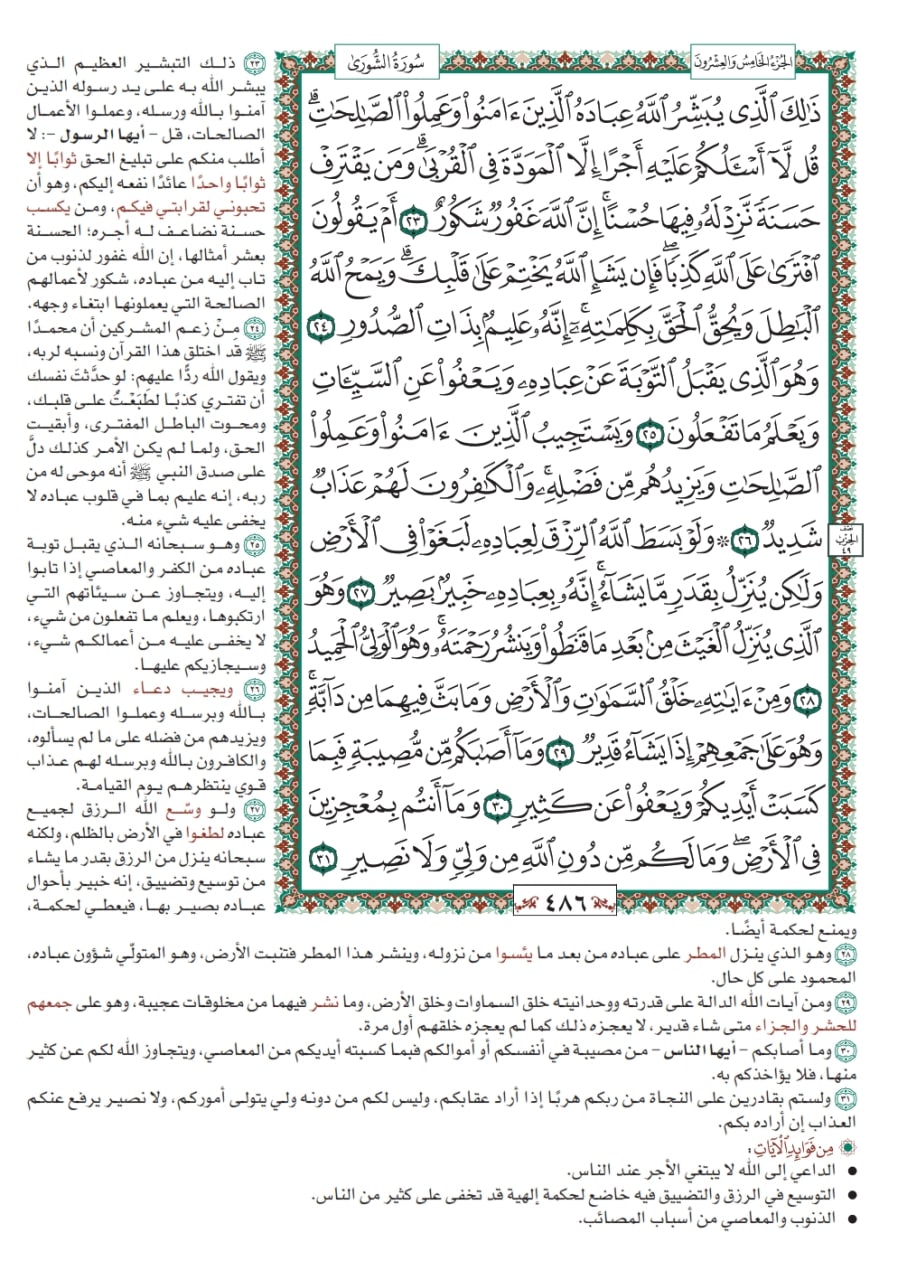 الجزء الخامس والعشرون
سورة الشورى
ذَٰلِكَ ٱلَّذِى يُبَشِّرُ ٱللَّهُ عِبَادَهُ ٱلَّذِينَ ءَامَنُوا۟ وَعَمِلُوا۟ ٱلصَّٰلِحَٰتِۗ
قُل لَّآ أَسْـَٔلُكُمْ عَلَيْهِ أَجْرًا إِلَّا ٱلْمَوَدَّةَ فِى ٱلْقُرْبَىٰۗ وَمَن يَقْتَرِفْ
حَسَنَةً نَّزِدْ لَهُۥ فِيهَا حُسْنًاۚ إِنَّ ٱللَّهَ غَفُورٌ شَكُورٌ ٢٣ أَمْ يَقُولُونَ
ٱفْتَرَىٰ عَلَى ٱللَّهِ كَذِبًاۖ فَإِن يَشَإِ ٱللَّهُ يَخْتِمْ عَلَىٰ قَلْبِكَۗ وَيَمْحُ ٱللَّهُ
ٱلْبَٰطِلَ وَيُحِقُّ ٱلْحَقَّ بِكَلِمَٰتِهِۦٓۚ إِنَّهُۥ عَلِيمٌۢ بِذَاتِ ٱلصُّدُورِ ٢٤
وَهُوَ ٱلَّذِى يَقْبَلُ ٱلتَّوْبَةَ عَنْ عِبَادِهِۦ وَيَعْفُوا۟ عَنِ ٱلسَّيِّـَٔاتِ
وَيَعْلَمُ مَا تَفْعَلُونَ ٢٥ وَيَسْتَجِيبُ ٱلَّذِينَ ءَامَنُوا۟ وَعَمِلُوا۟
ٱلصَّٰلِحَٰتِ وَيَزِيدُهُم مِّن فَضْلِهِۦۚ وَٱلْكَٰفِرُونَ لَهُمْ عَذَابٌ
شَدِيدٌ ٢٦ ۞ وَلَوْ بَسَطَ ٱللَّهُ ٱلرِّزْقَ لِعِبَادِهِۦ لَبَغَوْا۟ فِى ٱلْأَرْضِ
وَلَٰكِن يُنَزِّلُ بِقَدَرٍ مَّا يَشَآءُۚ إِنَّهُۥ بِعِبَادِهِۦ خَبِيرٌۢ بَصِيرٌ ٢٧ وَهُوَ
ٱلَّذِى يُنَزِّلُ ٱلْغَيْثَ مِنۢ بَعْدِ مَا قَنَطُوا۟ وَيَنشُرُ رَحْمَتَهُۥۚ وَهُوَ ٱلْوَلِىُّ ٱلْحَمِيدُ
٢٨ وَمِنْ ءَايَٰتِهِۦ خَلْقُ ٱلسَّمَٰوَٰتِ وَٱلْأَرْضِ وَمَا بَثَّ فِيهِمَا مِن دَآبَّةٍۚ
وَهُوَ عَلَىٰ جَمْعِهِمْ إِذَا يَشَآءُ قَدِيرٌ ٢٩ وَمَآ أَصَٰبَكُم مِّن مُّصِيبَةٍ فَبِمَا
كَسَبَتْ أَيْدِيكُمْ وَيَعْفُوا۟ عَن كَثِيرٍ ٣٠ وَمَآ أَنتُم بِمُعْجِزِينَ
فِى ٱلْأَرْضِۖ وَمَا لَكُم مِّن دُونِ ٱللَّهِ مِن وَلِىٍّ وَلَا نَصِيرٍ ٣١
نصف
الحزب
٤٩
٤٨٦
٢٣ ذلك التبشير العظيم الذي
يبشر الله به على يد رسوله الذين
آمنوا بالله ورسله، وعملوا الأعمال
الصالحات، قل - أيها الرسول -: لا
أطلب منكم على تبليغ الحق ثوابًا إلا
ثوابًا واحدًا عائدًا نفعه إليكم، وهو أن
تحبوني لقرابتي فيكم، ومن يكسب
حسنة نضاعف له أجره؛ الحسنة
بعشر أمثالها، إن الله غفور لذنوب من
تاب إليه من عباده، شكور لأعمالهم
الصالحة التي يعملونها ابتغاء وجهه.
٢٤ مِنْ زعم المشركين أن محمدًا
ﷺ قد اختلق هذا القرآن ونسبه لربه،
ويقول الله ردًّا عليهم: لو حدَّثتَ نفسك
أن تفتري كذبًا لطَبَعْتُ على قلبك،
ومحوت الباطل المفترى، وأبقيت
الحق، ولما لم يكن الأمر كذلك دلَّ
على صدق النبي ﷺ أنه موحى له من
ربه، إنه عليم بما في قلوب عباده لا
يخفى عليه شيء منه.
٢٥ وهو سبحانه الذي يقبل توبة
عباده من الكفر والمعاصي إذا تابوا
إليه، ويتجاوز عن سيئاتهم التي
ارتكبوها، ويعلم ما تفعلون من شيء،
لا يخفى عليه من أعمالكم شيء،
وسيجازيكم عليها.
٢٦ ويجيب دعاء الذين آمنوا
بالله وبرسله وعملوا الصالحات،
ويزيدهم من فضله على ما لم يسألوه،
والكافرون بالله وبرسله لهم عذاب
قوي ينتظرهم يوم القيامة.
٢٧ ولو وسّع الله الرزق لجميع
عباده لطغوا في الأرض بالظلم، ولكنه
سبحانه ينزل من الرزق بقدر ما يشاء
من توسيع وتضييق، إنه خبير بأحوال
عباده بصير بها، فيعطي لحكمة،
ويمنع لحكمة أيضًا.
٢٨ وهو الذي ينزل المطر على عباده من بعد ما يئسوا من نزوله، وينشر هذا المطر فتنبت الأرض، وهو المتولّي شؤون عباده،
المحمود على كل حال.
٢٩ ومن آيات الله الدالة على قدرته ووحدانيته خلق السماوات وخلق الأرض، وما نشر فيهما من مخلوقات عجيبة، وهو على جمعهم
للحشر والجزاء متى شاء قدير، لا يعجزه ذلك كما لم يعجزه خلقهم أول مرة.
٣٠ وما أصابكم - أيها الناس - من مصيبة في أنفسكم أو أموالكم فبما كسبته أيديكم من المعاصي، ويتجاوز الله لكم عن كثير
منها، فلا يؤاخذكم به.
٣١ ولستم بقادرين على النجاة من ربكم هربًا إذا أراد عقابكم، وليس لكم من دونه ولي يتولى أموركم، ولا نصير يرفع عنكم
العذاب إن أراده بكم.
من فوائد الآيات:
• الداعي إلى الله لا يبتغي الأجر عند الناس.
• التوسيع في الرزق والتضييق فيه خاضع لحكمة إلهية قد تخفى على كثير من الناس.
• الذنوب والمعاصي من أسباب المصائب.